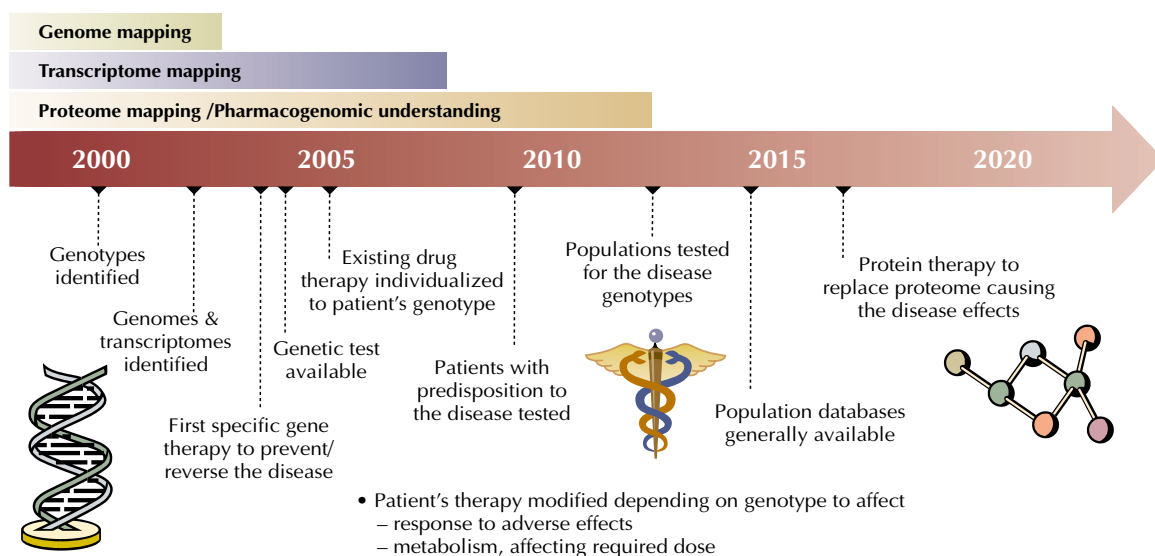 Genome mapping
Transcriptome mapping
Proteome mapping /Pharmacogenomic understanding
2000 2005 2010 2015 2020
Genotypes
identified
Genomes &
transcriptomes
identified
First specific gene
therapy to prevent/
reverse the disease
Genetic test
available
Existing drug
therapy individualized
to patient’s genotype
Patients with
predisposition to
the disease tested
Populations tested
for the disease
genotypes
Population databases
generally available
Protein therapy to
replace proteome causing
the disease effects
• Patient’s therapy modified depending on genotype to affect
– response to adverse effects
– metabolism, affecting required dose